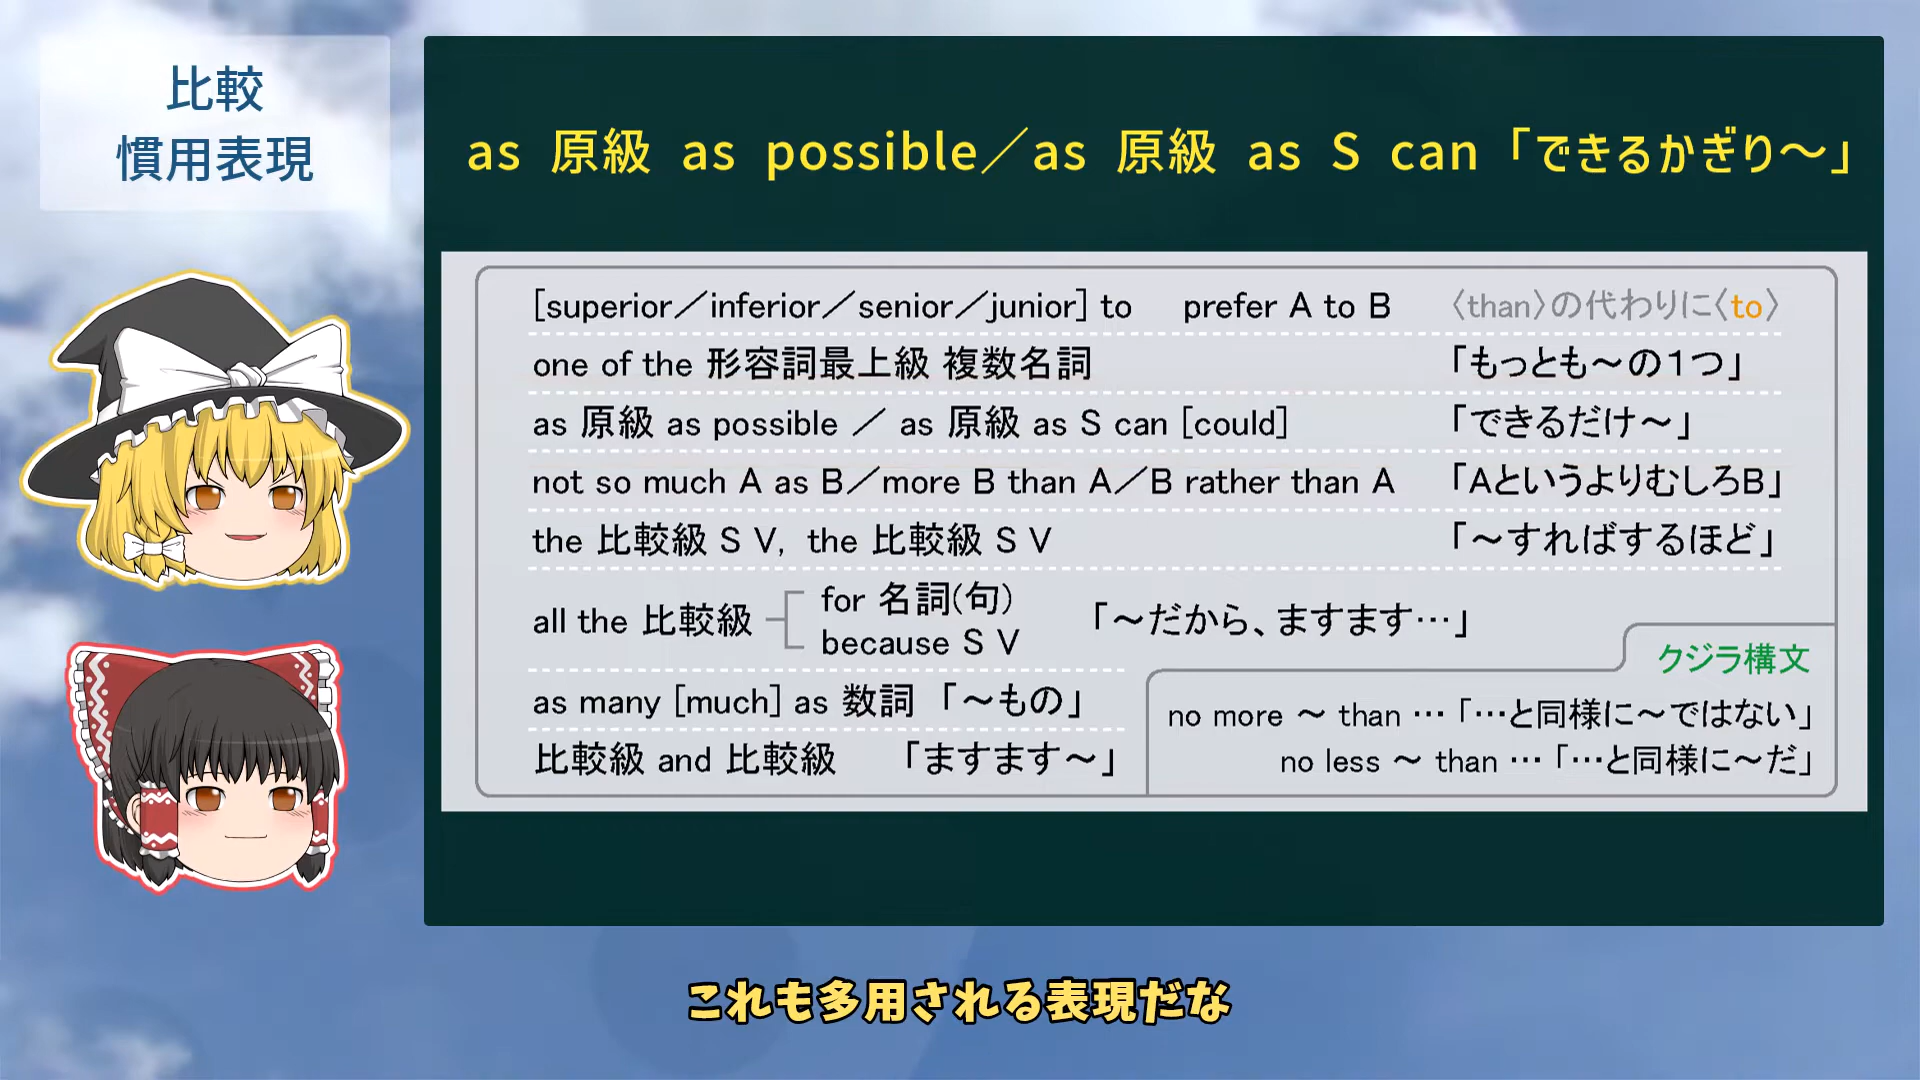 比較
慣用表現
as 原級 as possible／as 原級 as S can「できるかぎり～」
[superior／inferior／senior／junior] to prefer A to B 〈than〉の代わりに〈to〉
one of the 形容詞最上級 複数名詞 「もっとも～の１つ」
as 原級 as possible ／ as 原級 as S can [could] 「できるだけ～」
not so much A as B／more B than A／B rather than A 「AというよりむしろB」
the 比較級 S V, the 比較級 S V 「～すればするほど」
all the 比較級 for 名詞(句) 「～だから、ますます…」
because S V
クジラ構文
as many [much] as 数詞 「～もの」
比較級 and 比較級 「ますます～」
no more ～ than …「…と同様に～ではない」
no less ～ than …「…と同様に～だ」
これも多用される表現だな